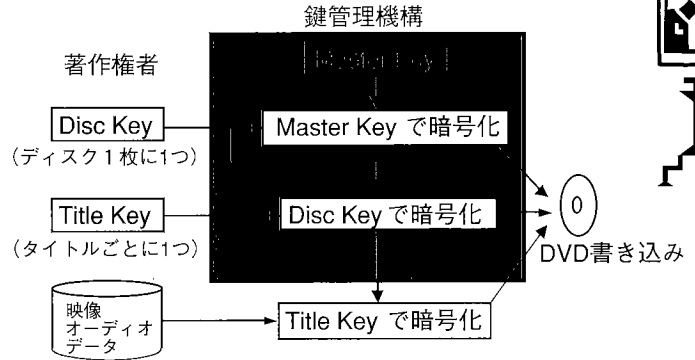 鍵管理機構
著作権者
Master Key
Disc Key
Master Key で暗号化
(ディスク1枚に1つ)
Title Key
Disc Key で暗号化
(タイトルごとに1つ)
DVD書き込み
映像
オーディオ
データ
Title Key で暗号化